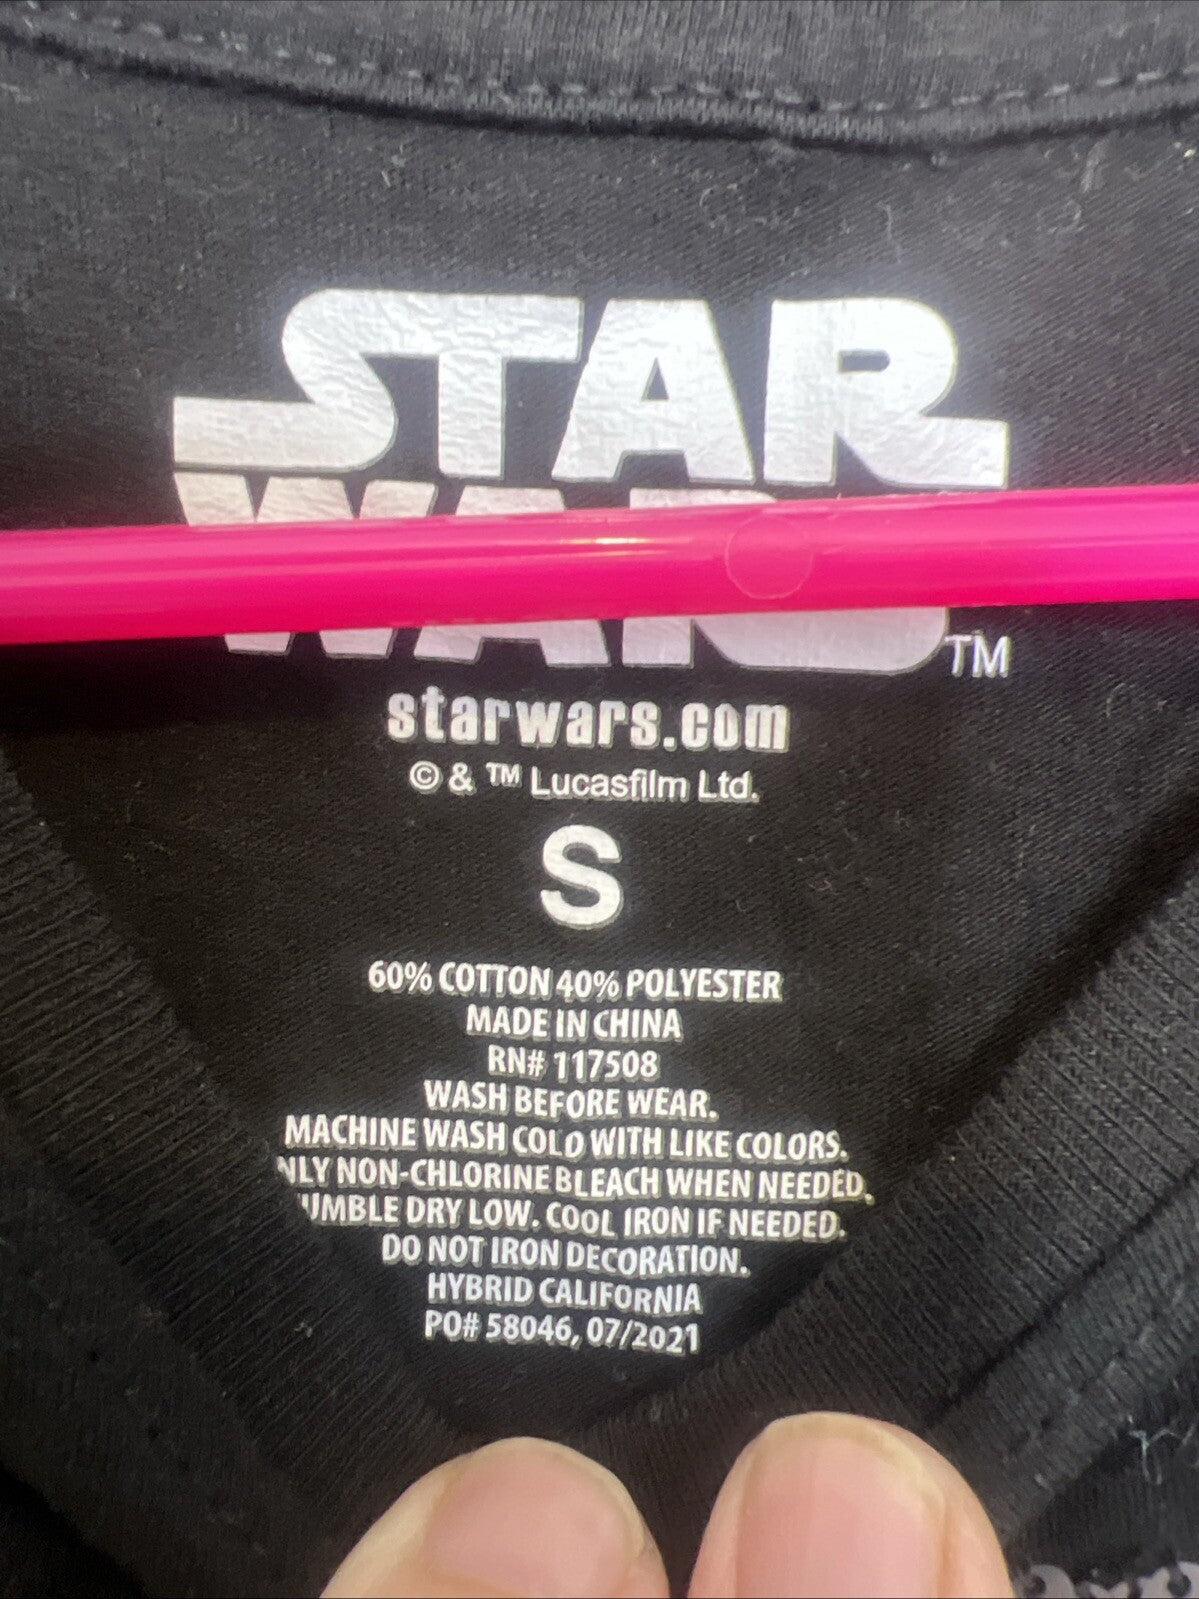 STAR
WARS
TM
starwars.com
© & ™ Lucasfilm Ltd.
S
60% COTTON 40% POLYESTER
MADE IN CHINA
RN# 117508
WASH BEFORE WEAR.
MACHINE WASH COLD WITH LIKE COLORS.
NLY NON-CHLORINE BLEACH WHEN NEEDED.
UMBLE DRY LOW. COOL IRON IF NEEDED.
DO NOT IRON DECORATION.
HYBRID CALIFORNIA
PO# 58046, 07/2021